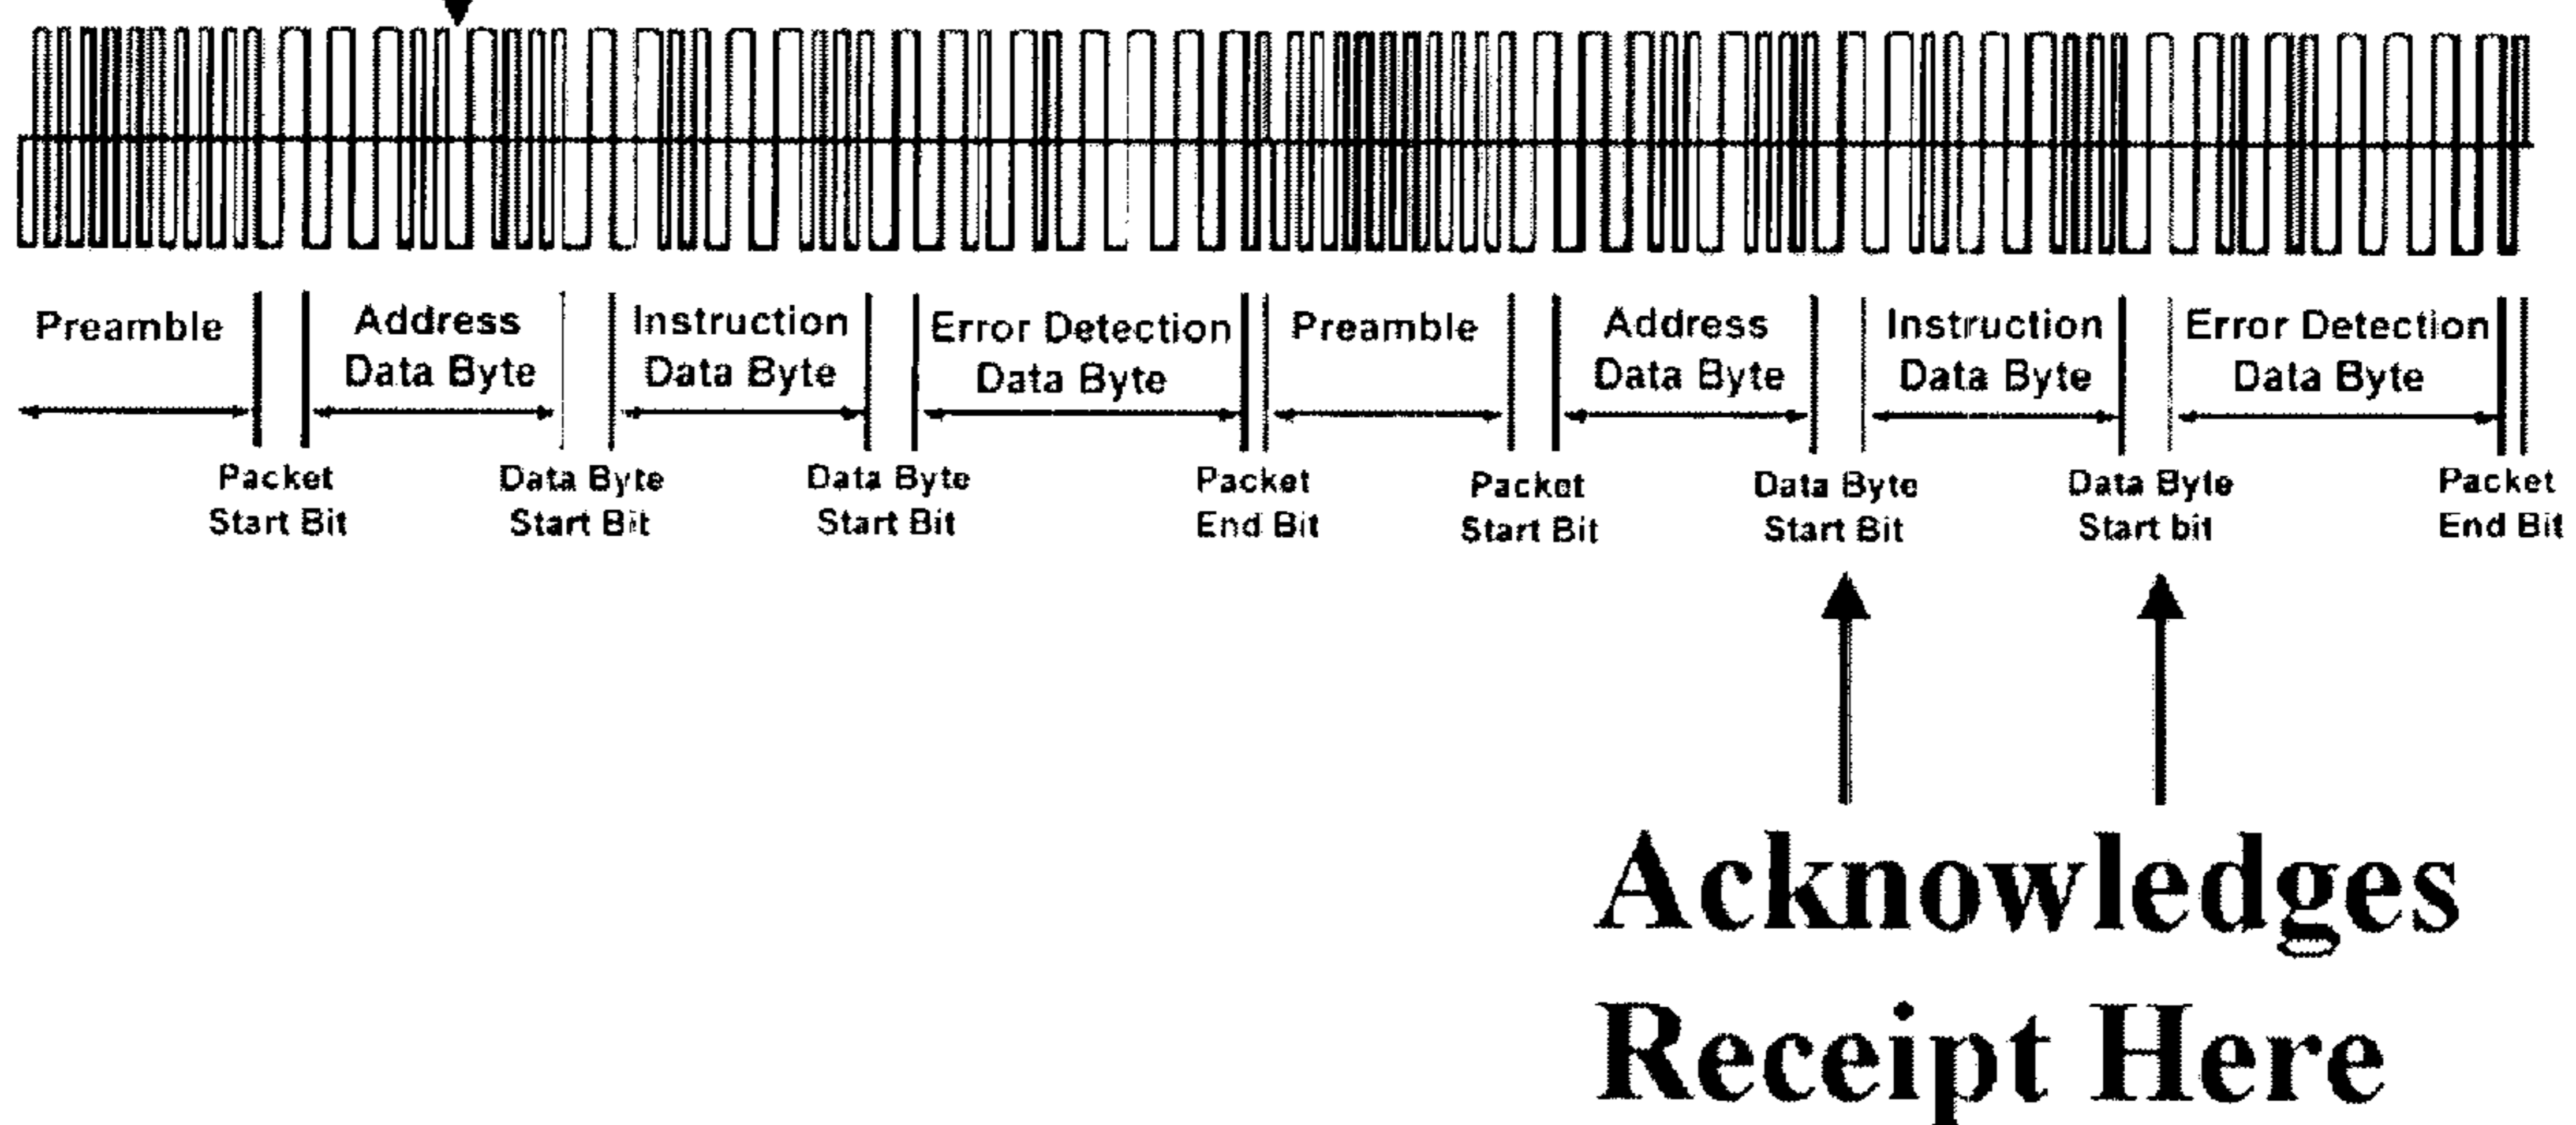 Preamble
Address
Data Byte
Instruction
Data Byte
Error Detection
Data Byte
Preamble
Address
Data Byte
Instruction
Data Byte
Error Detection
Data Byte
Packet
Start Bit
Data Byte
Start Bit
Data Byte
Start Bit
Packet
End Bit
Packet
Start Bit
Data Byte
Start Bit
Data Byte
Start bit
Packet
End Bit
Acknowledges
Receipt Here